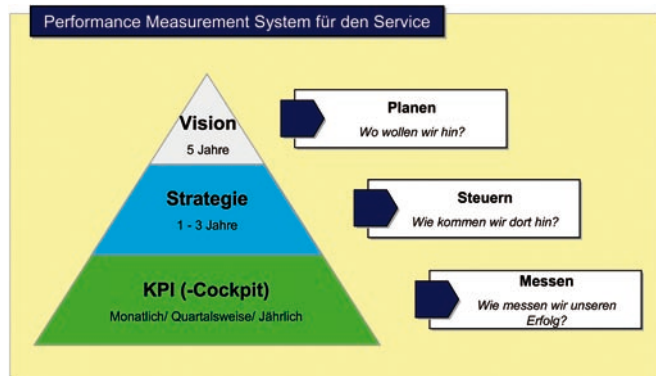 Performance Measurement System für den Service
Vision
5 Jahre
Planen
Wo wollen wir hin?
Strategie
1 - 3 Jahre
Steuern
Wie kommen wir dort hin?
KPI (-Cockpit)
Monatlich/ Quartalsweise/ Jährlich
Messen
Wie messen wir unseren
Erfolg?